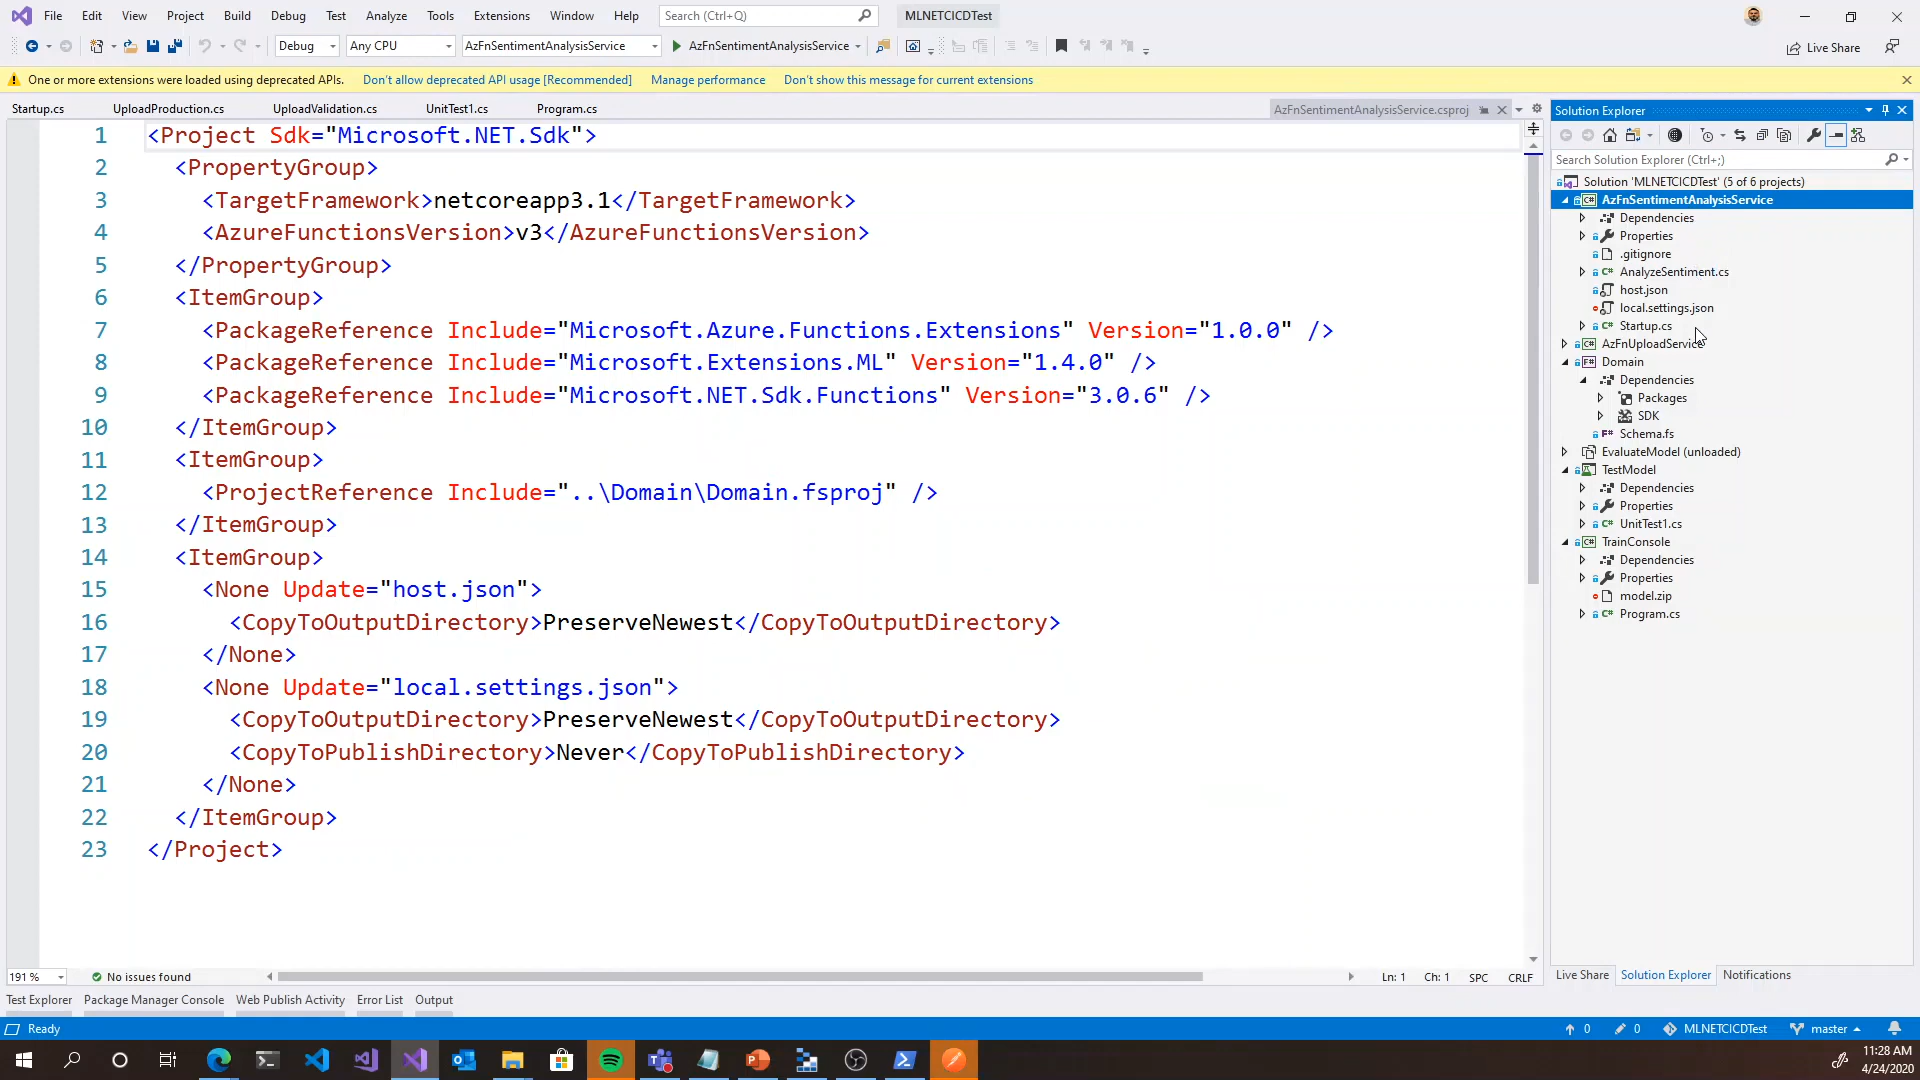 File Edit View Project Build Debug Test Analyze Tools Extensions Window Help Search (Ctrl+Q) MLNETCICDTest
Debug Any CPU AzFnSentimentAnalysisService AzFnSentimentAnalysisService Live Share
One or more extensions were loaded using deprecated APIs. Don't allow deprecated API usage [Recommended] Manage performance Don't show this message for current extensions
Startup.cs UploadProduction.cs UploadValidation.cs UnitTest1.cs Program.cs AzFnSentimentAnalysisService.csproj
1 <Project Sdk="Microsoft.NET.Sdk">
2 <PropertyGroup>
3 <TargetFramework>netcoreapp3.1</TargetFramework>
4 <AzureFunctionsVersion>v3</AzureFunctionsVersion>
5 </PropertyGroup>
6 <ItemGroup>
7 <PackageReference Include="Microsoft.Azure.Functions.Extensions" Version="1.0.0" />
8 <PackageReference Include="Microsoft.Extensions.ML" Version="1.4.0" />
9 <PackageReference Include="Microsoft.NET.Sdk.Functions" Version="3.0.6" />
10 </ItemGroup>
11 <ItemGroup>
12 <ProjectReference Include="..\Domain\Domain.fsproj" />
13 </ItemGroup>
14 <ItemGroup>
15 <None Update="host.json">
16 <CopyToOutputDirectory>PreserveNewest</CopyToOutputDirectory>
17 </None>
18 <None Update="local.settings.json">
19 <CopyToOutputDirectory>PreserveNewest</CopyToOutputDirectory>
20 <CopyToPublishDirectory>Never</CopyToPublishDirectory>
21 </None>
22 </ItemGroup>
23 </Project>
191 % No issues found Ln: 1 Ch: 1 SPC CRLF
Solution Explorer
Search Solution Explorer (Ctrl+;)
Solution 'MLNETCICDTest' (5 of 6 projects)
AzFnSentimentAnalysisService
Dependencies
Properties
.gitignore
C# AnalyzeSentiment.cs
host.json
local.settings.json
C# Startup.cs
AzFnUploadService
Domain
Dependencies
Packages
SDK
F# Schema.fs
EvaluateModel (unloaded)
TestModel
Dependencies
Properties
C# UnitTest1.cs
TrainConsole
Dependencies
Properties
model.zip
C# Program.cs
Live Share Solution Explorer Notifications
Test Explorer Package Manager Console Web Publish Activity Error List Output
Ready 0 0 MLNETCICDTest master
11:28 AM
4/24/2020